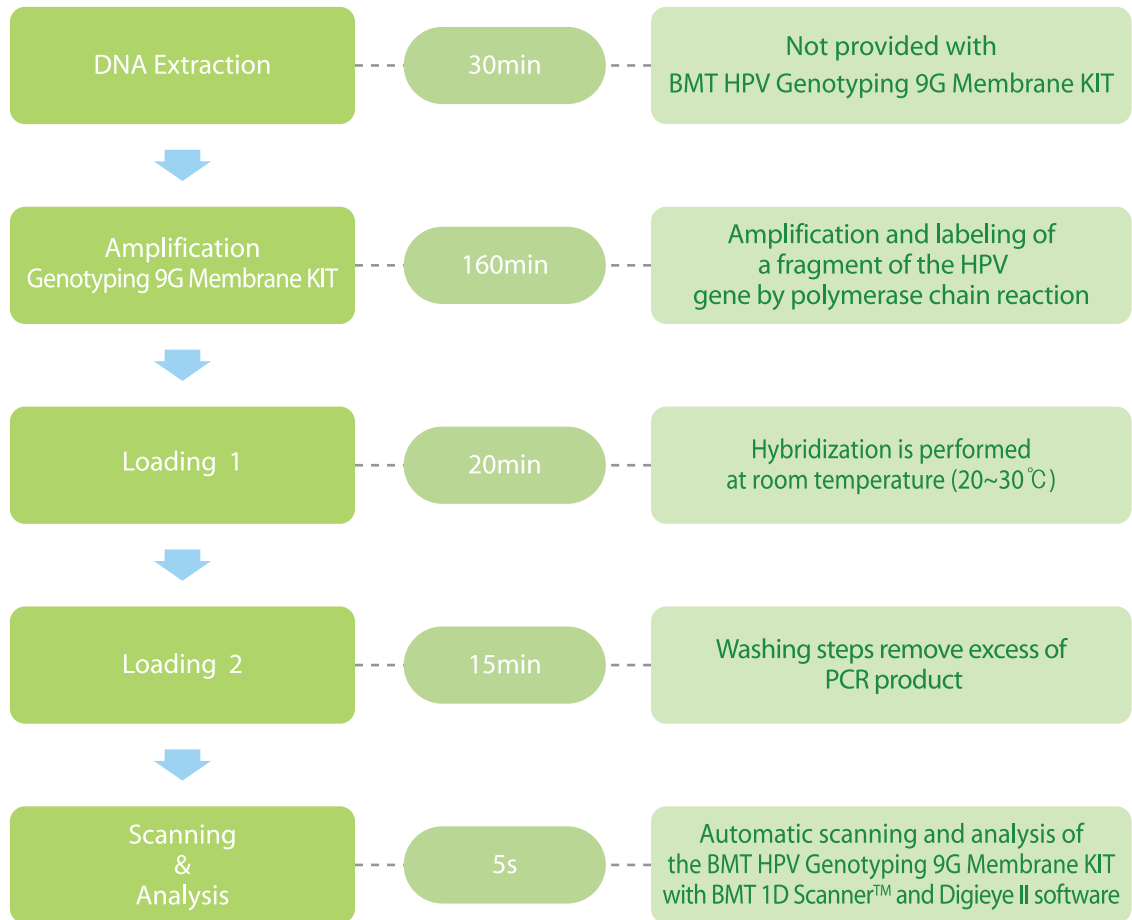 DNA Extraction
30min
Not provided with
BMT HPV Genotyping 9G Membrane KIT
Amplification
Genotyping 9G Membrane KIT
160min
Amplification and labeling of
a fragment of the HPV
gene by polymerase chain reaction
Loading 1
20min
Hybridization is performed
at room temperature (20~30℃)
Loading 2
15min
Washing steps remove excess of
PCR product
Scanning
&
Analysis
5s
Automatic scanning and analysis of
the BMT HPV Genotyping 9G Membrane KIT
with BMT 1D Scanner™ and Digieye Ⅱ software